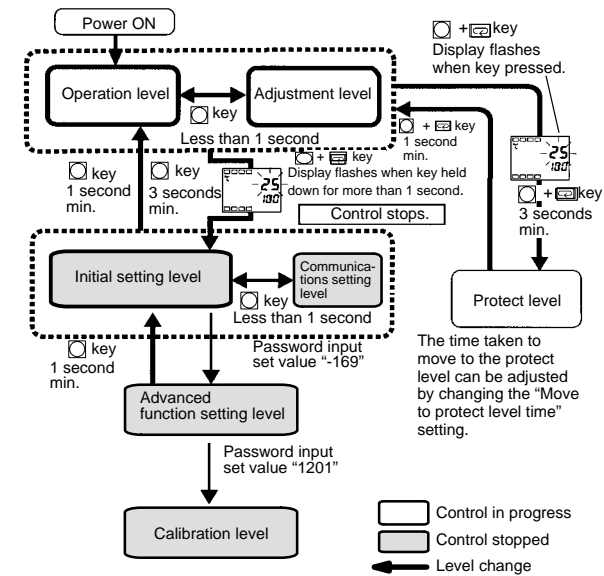 Power ON
+ key
Display flashes
when key pressed.
Operation level
Adjustment level
key
Less than 1 second
+ key
1 second
min.
25
100
+ key
3 seconds
min.
key
1 second
min.
key
3 seconds
min.
25
100
+ key
Display flashes when key held
down for more than 1 second.
Control stops.
Initial setting level
Communica-
tions setting
level
key
Less than 1 second
Protect level
key
1 second
min.
Password input
set value "-169"
The time taken to
move to the protect
level can be adjusted
by changing the “Move
to protect level time”
setting.
Advanced
function setting level
Password input
set value “1201”
Calibration level
Control in progress
Control stopped
Level change